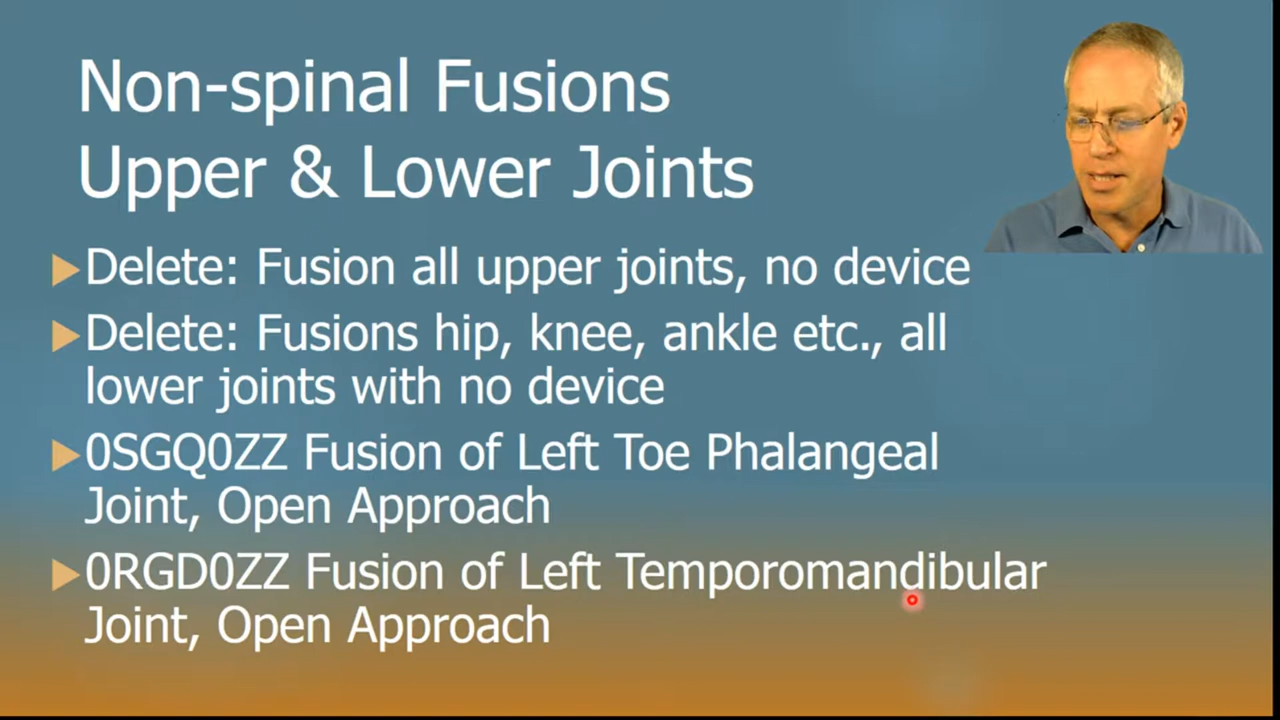 Non-spinal Fusions
Upper & Lower Joints
Delete: Fusion all upper joints, no device
Delete: Fusions hip, knee, ankle etc., all
lower joints with no device
0SGQ0ZZ Fusion of Left Toe Phalangeal
Joint, Open Approach
0RGD0ZZ Fusion of Left Temporomandibular
Joint, Open Approach